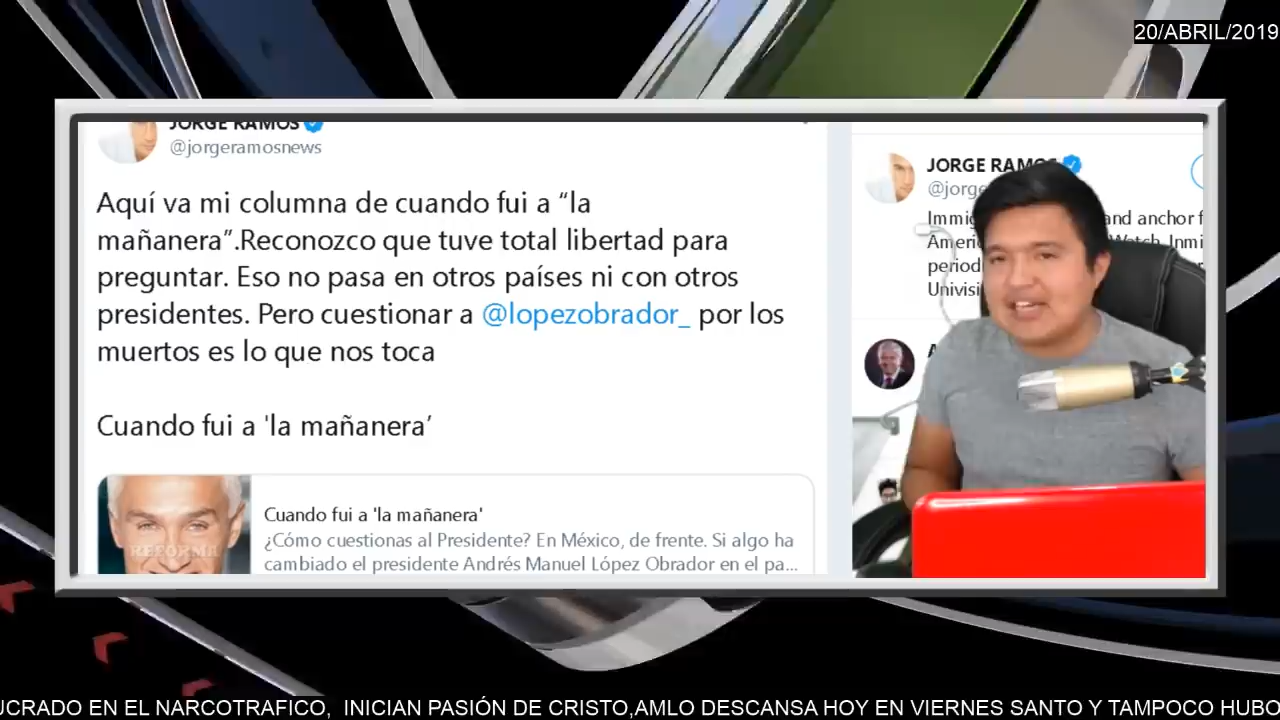 20/ABRIL/2019
JORGE RAMOS
@jorgeramosnews
Aquí va mi columna de cuando fui a “la
mañanera”.Reconozco que tuve total libertad para
preguntar. Eso no pasa en otros países ni con otros
presidentes. Pero cuestionar a @lopezobrador_ por los
muertos es lo que nos toca
Cuando fui a 'la mañanera’
REFORMA
Cuando fui a 'la mañanera'
¿Cómo cuestionas al Presidente? En México, de frente. Si algo ha
cambiado el presidente Andrés Manuel López Obrador en el pa...
JORGE RAMOS
@jorge
Immig and anchor f
Ameri Watch Inmi
period
Univisi
UCRADO EN EL NARCOTRAFICO, INICIAN PASIÓN DE CRISTO,AMLO DESCANSA HOY EN VIERNES SANTO Y TAMPOCO HUBO